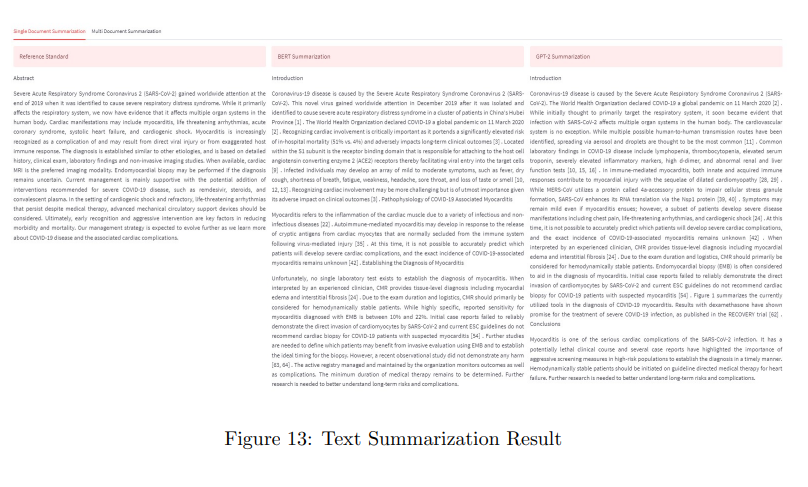 Single Document Summarization Multi Document Summarization
Reference Standard
Abstract
Severe Acute Respiratory Syndrome Coronavirus 2 (SARS-CoV-2) gained worldwide attention at the
end of 2019 when it was identified to cause severe respiratory distress syndrome. While it primarily
affects the respiratory system, we now have evidence that it affects multiple organ systems in the
human body. Cardiac manifestations may include myocarditis, life threatening arrhythmias, acute
coronary syndrome, systolic heart failure, and cardiogenic shock. Myocarditis is increasingly
recognized as a complication of and may result from direct viral injury or from exaggerated host
immune response. The diagnosis is established similar to other etiologies, and is based on detailed
history, clinical exam, laboratory findings and non-invasive imaging studies. When available, cardiac
MRI is the preferred imaging modality. Endomyocardial biopsy may be performed if the diagnosis
remains uncertain. Current management is mainly supportive with the potential addition of
interventions recommended for severe COVID-19 disease, such as remdesivir, steroids, and
convalescent plasma. In the setting of cardiogenic shock and refractory, life-threatening arrhythmias
that persist despite medical therapy, advanced mechanical circulatory support devices should be
considered. Ultimately, early recognition and aggressive intervention are key factors in reducing
morbidity and mortality. Our management strategy is expected to evolve further as we learn more
about COVID-19 disease and the associated cardiac complications.
BERT Summarization
Introduction
Coronavirus-19 disease is caused by the Severe Acute Respiratory Syndrome Coronavirus 2 (SARS-
CoV-2). This novel virus gained worldwide attention in December 2019 after it was isolated and
identified to cause severe acute respiratory distress syndrome in a cluster of patients in China's Hubei
Province [1] . The World Health Organization declared COVID-19 a global pandemic on 11 March 2020
[2] . Recognizing cardiac involvement is critically important as it portends a significantly elevated risk
of in-hospital mortality (51% vs. 4%) and adversely impacts long-term clinical outcomes [3] . Located
within the S1 subunit is the receptor binding domain that is responsible for attaching to the host cell
angiotensin converting enzyme 2 (ACE2) receptors thereby facilitating viral entry into the target cells
[9] . Infected individuals may develop an array of mild to moderate symptoms, such as fever, dry
cough, shortness of breath, fatigue, weakness, headache, sore throat, and loss of taste or smell [10,
12, 13] . Recognizing cardiac involvement may be more challenging but is of utmost importance given
its adverse impact on clinical outcomes [3] . Pathophysiology of COVID-19 Associated Myocarditis
Myocarditis refers to the inflammation of the cardiac muscle due to a variety of infectious and non-
infectious diseases [22] . Autoimmune-mediated myocarditis may develop in response to the release
of cryptic antigens from cardiac myocytes that are normally secluded from the immune system
following virus-mediated injury [35] . At this time, it is not possible to accurately predict which
patients will develop severe cardiac complications, and the exact incidence of COVID-19-associated
myocarditis remains unknown [42] . Establishing the Diagnosis of Myocarditis
Unfortunately, no single laboratory test exists to establish the diagnosis of myocarditis. When
interpreted by an experienced clinician, CMR provides tissue-level diagnosis including myocardial
edema and interstitial fibrosis [24] . Due to the exam duration and logistics, CMR should primarily be
considered for hemodynamically stable patients. While highly specific, reported sensitivity for
myocarditis diagnosed with EMB is between 10% and 22%. Initial case reports failed to reliably
demonstrate the direct invasion of cardiomyocytes by SARS-CoV-2 and current ESC guidelines do not
recommend cardiac biopsy for COVID-19 patients with suspected myocarditis [54] . Further studies
are needed to define which patients may benefit from invasive evaluation using EMB and to establish
the ideal timing for the biopsy. However, a recent observational study did not demonstrate any harm
[63, 64] . The active registry managed and maintained by the organization monitors outcomes as well
as complications. The minimum duration of medical therapy remains to be determined. Further
research is needed to better understand long-term risks and complications.
GPT-2 Summarization
Introduction
Coronavirus-19 disease is caused by the Severe Acute Respiratory Syndrome Coronavirus 2 (SARS-
CoV-2). The World Health Organization declared COVID-19 a global pandemic on 11 March 2020 [2] .
While initially thought to primarily target the respiratory system, it soon became evident that
infection with SARS-CoV-2 affects multiple organ systems in the human body. The cardiovascular
system is no exception. While multiple possible human-to-human transmission routes have been
identified, spreading via aerosol and droplets is thought to be the most common [11] . Common
laboratory findings in COVID-19 disease include lymphopenia, thrombocytopenia, elevated serum
troponin, severely elevated inflammatory markers, high d-dimer, and abnormal renal and liver
function tests [10, 15, 16] . In immune-mediated myocarditis, both innate and acquired immune
responses contribute to myocardial injury with the sequelae of dilated cardiomyopathy [28, 29] .
While MERS-CoV utilizes a protein called 4a-accessory protein to impair cellular stress granule
formation, SARS-CoV enhances its RNA translation via the Nsp1 protein [39, 40] . Symptoms may
remain mild even if myocarditis ensues; however, a subset of patients develop severe disease
manifestations including chest pain, life-threatening arrhythmias, and cardiogenic shock [24] . At this
time, it is not possible to accurately predict which patients will develop severe cardiac complications,
and the exact incidence of COVID-19-associated myocarditis remains unknown [42] . When
interpreted by an experienced clinician, CMR provides tissue-level diagnosis including myocardial
edema and interstitial fibrosis [24] . Due to the exam duration and logistics, CMR should primarily be
considered for hemodynamically stable patients. Endomyocardial biopsy (EMB) is often considered
to aid in the diagnosis of myocarditis. Initial case reports failed to reliably demonstrate the direct
invasion of cardiomyocytes by SARS-CoV-2 and current ESC guidelines do not recommend cardiac
biopsy for COVID-19 patients with suspected myocarditis [54] . Figure 1 summarizes the currently
utilized tools in the diagnosis of COVID-19 myocarditis. Results with dexamethasone have shown
promise for the treatment of severe COVID-19 infection, as published in the RECOVERY trial [62] .
Conclusions
Myocarditis is one of the serious cardiac complications of the SARS-CoV-2 infection. It has a
potentially lethal clinical course and several case reports have highlighted the importance of
aggressive screening measures in high-risk populations to establish the diagnosis in a timely manner.
Hemodynamically stable patients should be initiated on guideline directed medical therapy for heart
failure. Further research is needed to better understand long-term risks and complications.
Figure 13: Text Summarization Result